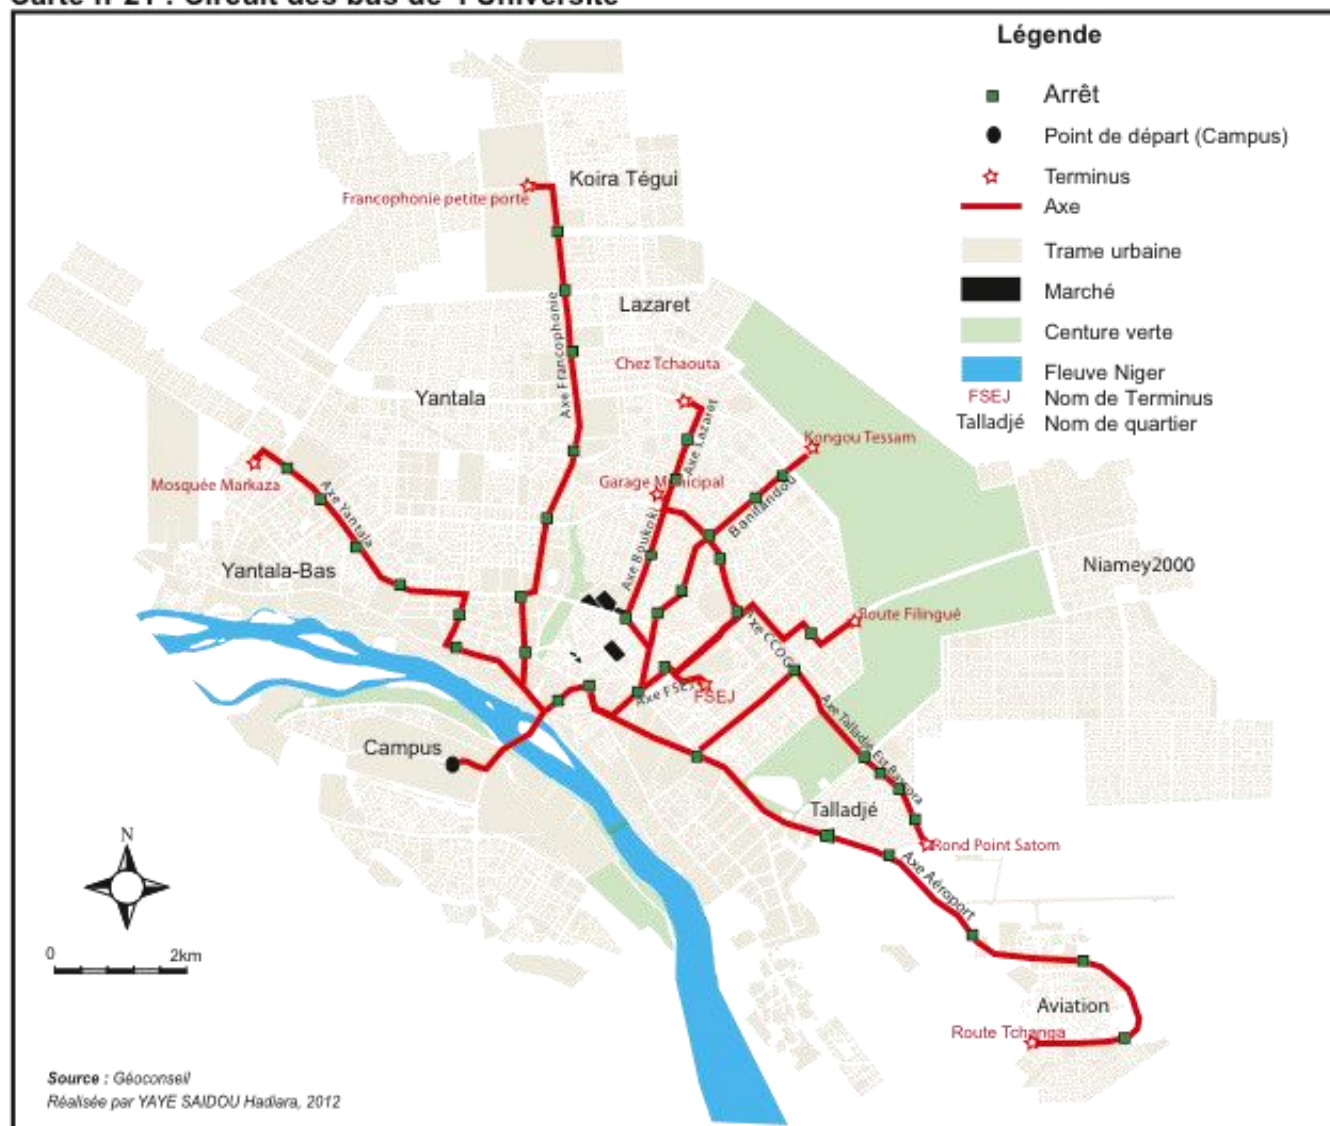 Carte n°21 : Circuit des bus de l'Université
Légende
Arrêt
Point de départ (Campus)
Terminus
Axe
Trame urbaine
Marché
Centure verte
Fleuve Niger
FSEJ Nom de Terminus
Talladjé Nom de quartier
Koira Tégui
Francophonie petite porte
Lazaret
Axe Francophonie
Chez Tchaouta
Yantala
Axe Lazaret
Kongou Tessam
Mosquée Markaza
Garage Municipal
Axe Yantala
Banifandou
Axe Boukoki
Yantala-Bas
Niamey2000
Route Filingué
Axe CCOG
Axe FSEJ
FSEJ
Axe Talladjé Est Bassora
Campus
Talladjé
Rond Point Satom
Axe Aéroport
N
0 2km
Aviation
Route Tchanga
Source : Géoconseil
Réalisée par YAYE SAIDOU Hadiara, 2012